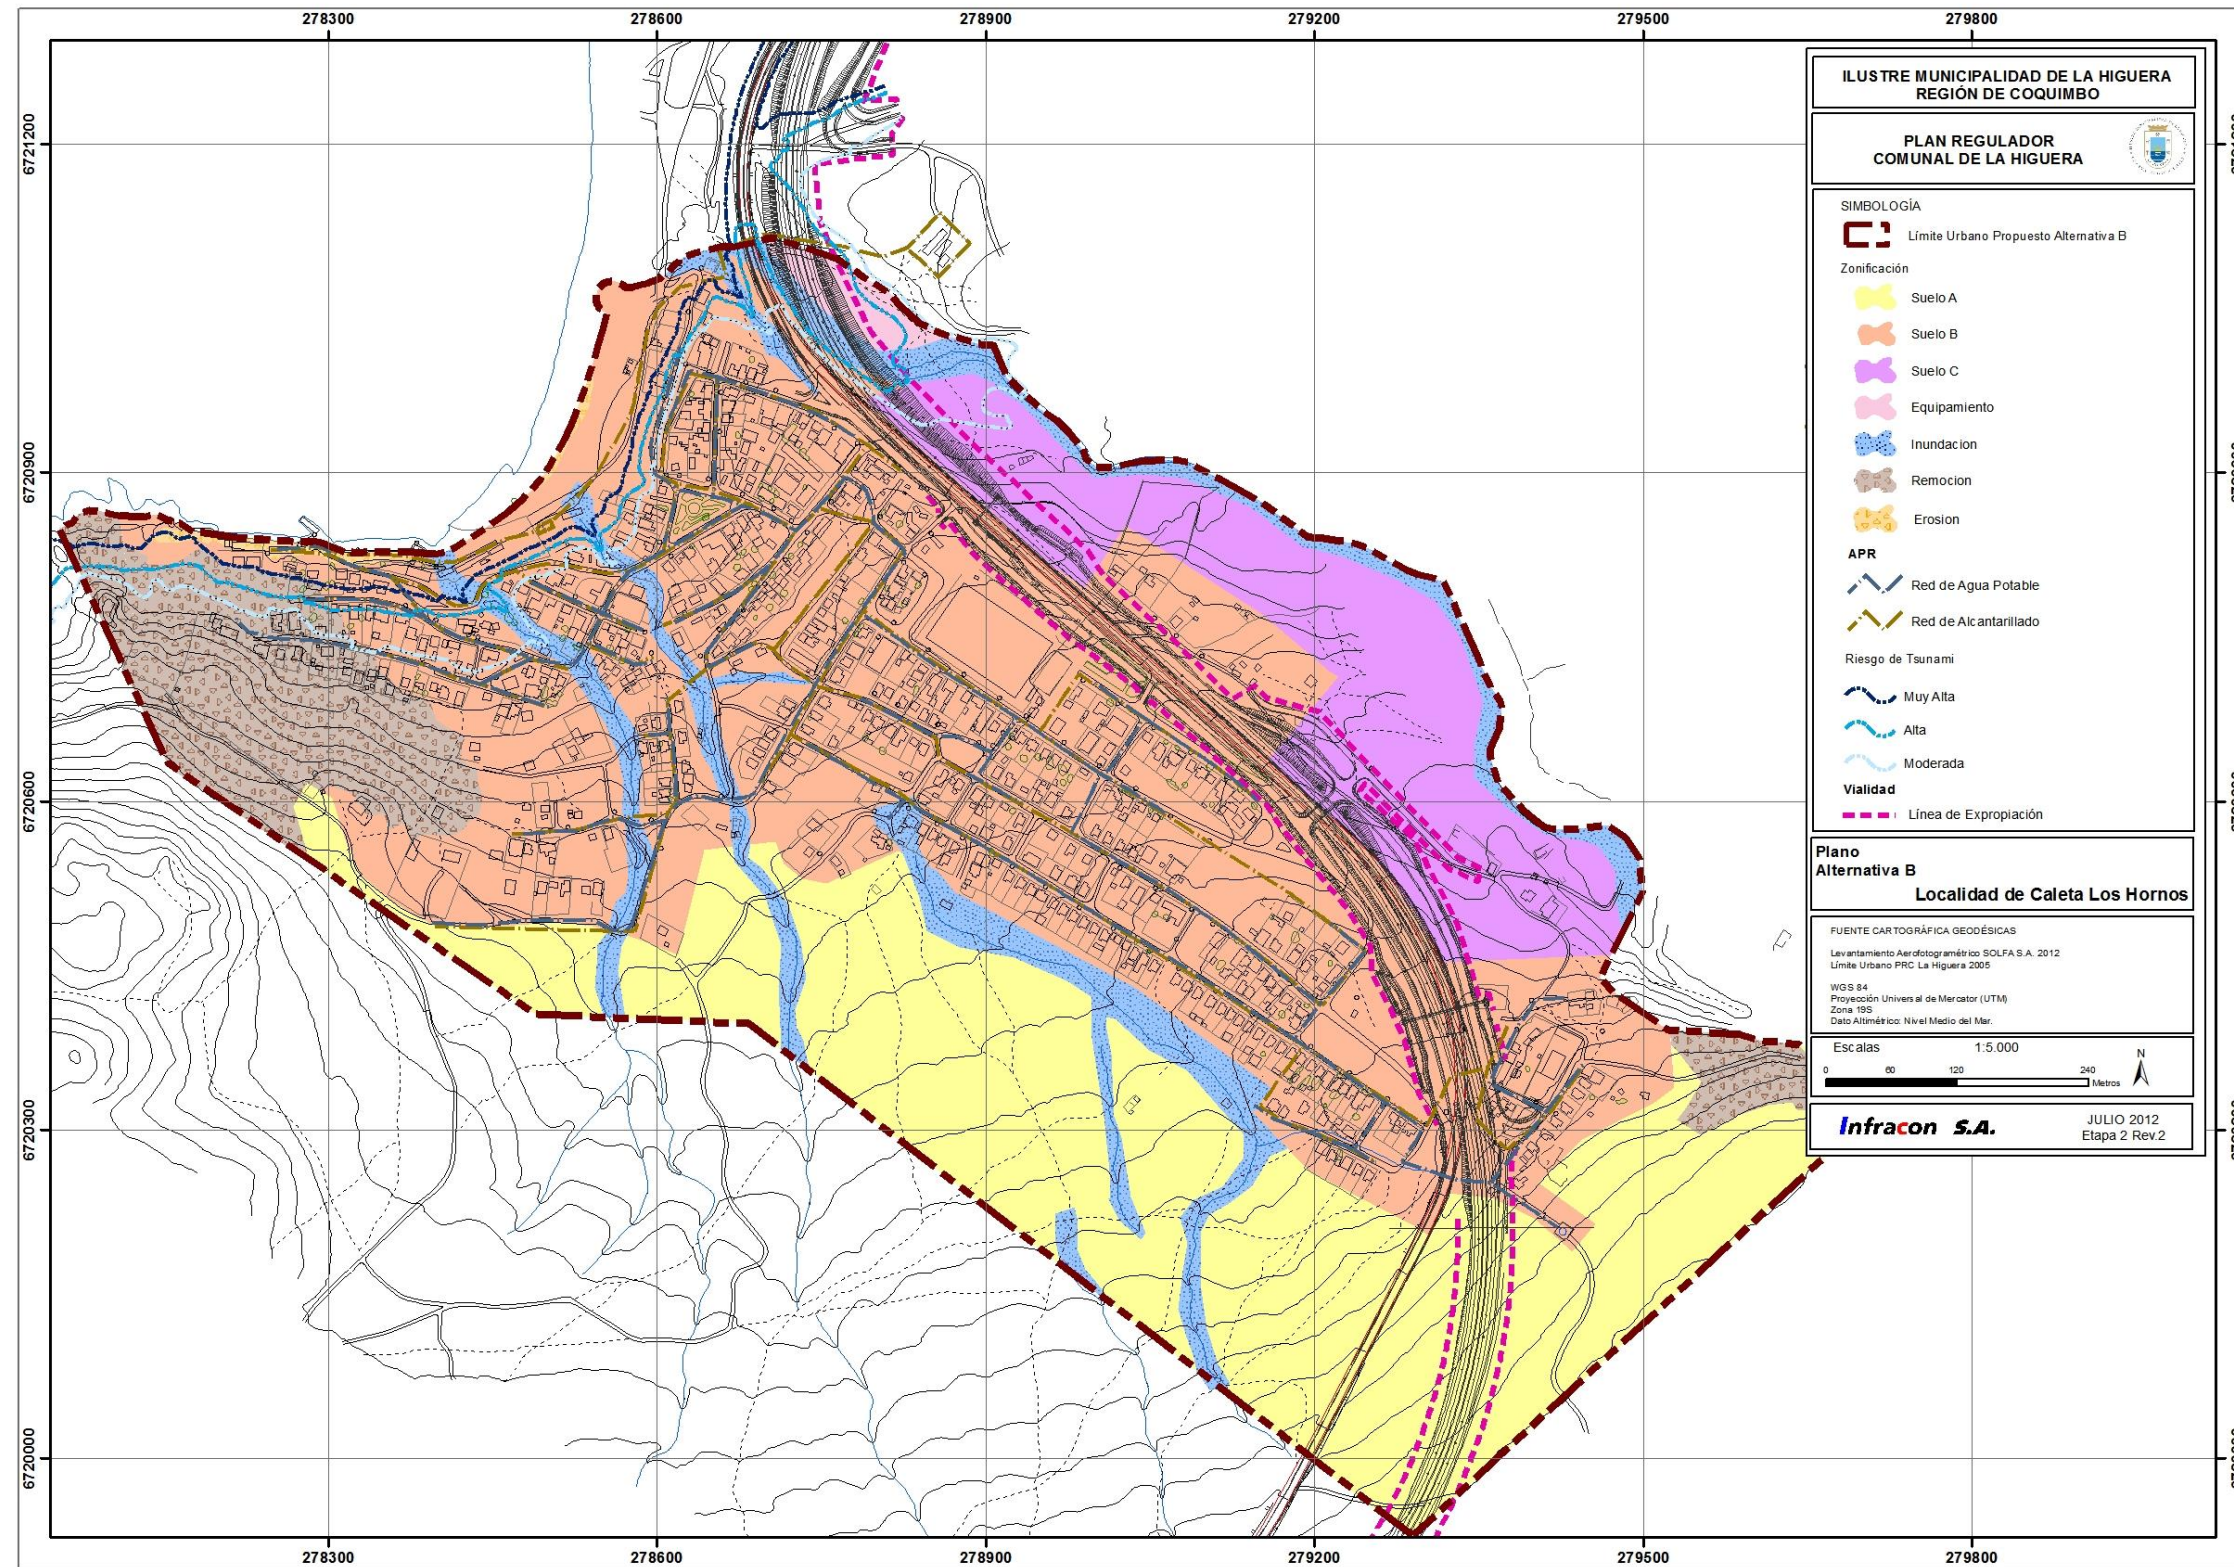 278300 278600 278900 279200 279500 279800
6721200
6720900
6720600
6720300
6720000
ILUSTRE MUNICIPALIDAD DE LA HIGUERA
REGIÓN DE COQUIMBO
PLAN REGULADOR
COMUNAL DE LA HIGUERA
SIMBOLOGÍA
Límite Urbano Propuesto Alternativa B
Zonificación
Suelo A
Suelo B
Suelo C
Equipamiento
Inundacion
Remocion
Erosion
APR
Red de Agua Potable
Red de Alcantarillado
Riesgo de Tsunami
Muy Alta
Alta
Moderada
Vialidad
Línea de Expropiación
Plano
Alternativa B
Localidad de Caleta Los Hornos
FUENTE CARTOGRÁFICA GEODÉSICAS
Levantamiento Aerofotogramétrico SOLFA S.A. 2012
Límite Urbano PRC La Higuera 2005
WGS 84
Proyección Universal de Mercator (UTM)
Zona 19S
Dato Altimétrico: Nivel Medio del Mar.
Escalas 1:5.000
N
0 60 120 240
Metros
Infracon S.A.
JULIO 2012
Etapa 2 Rev.2
278300 278600 278900 279200 279500 279800